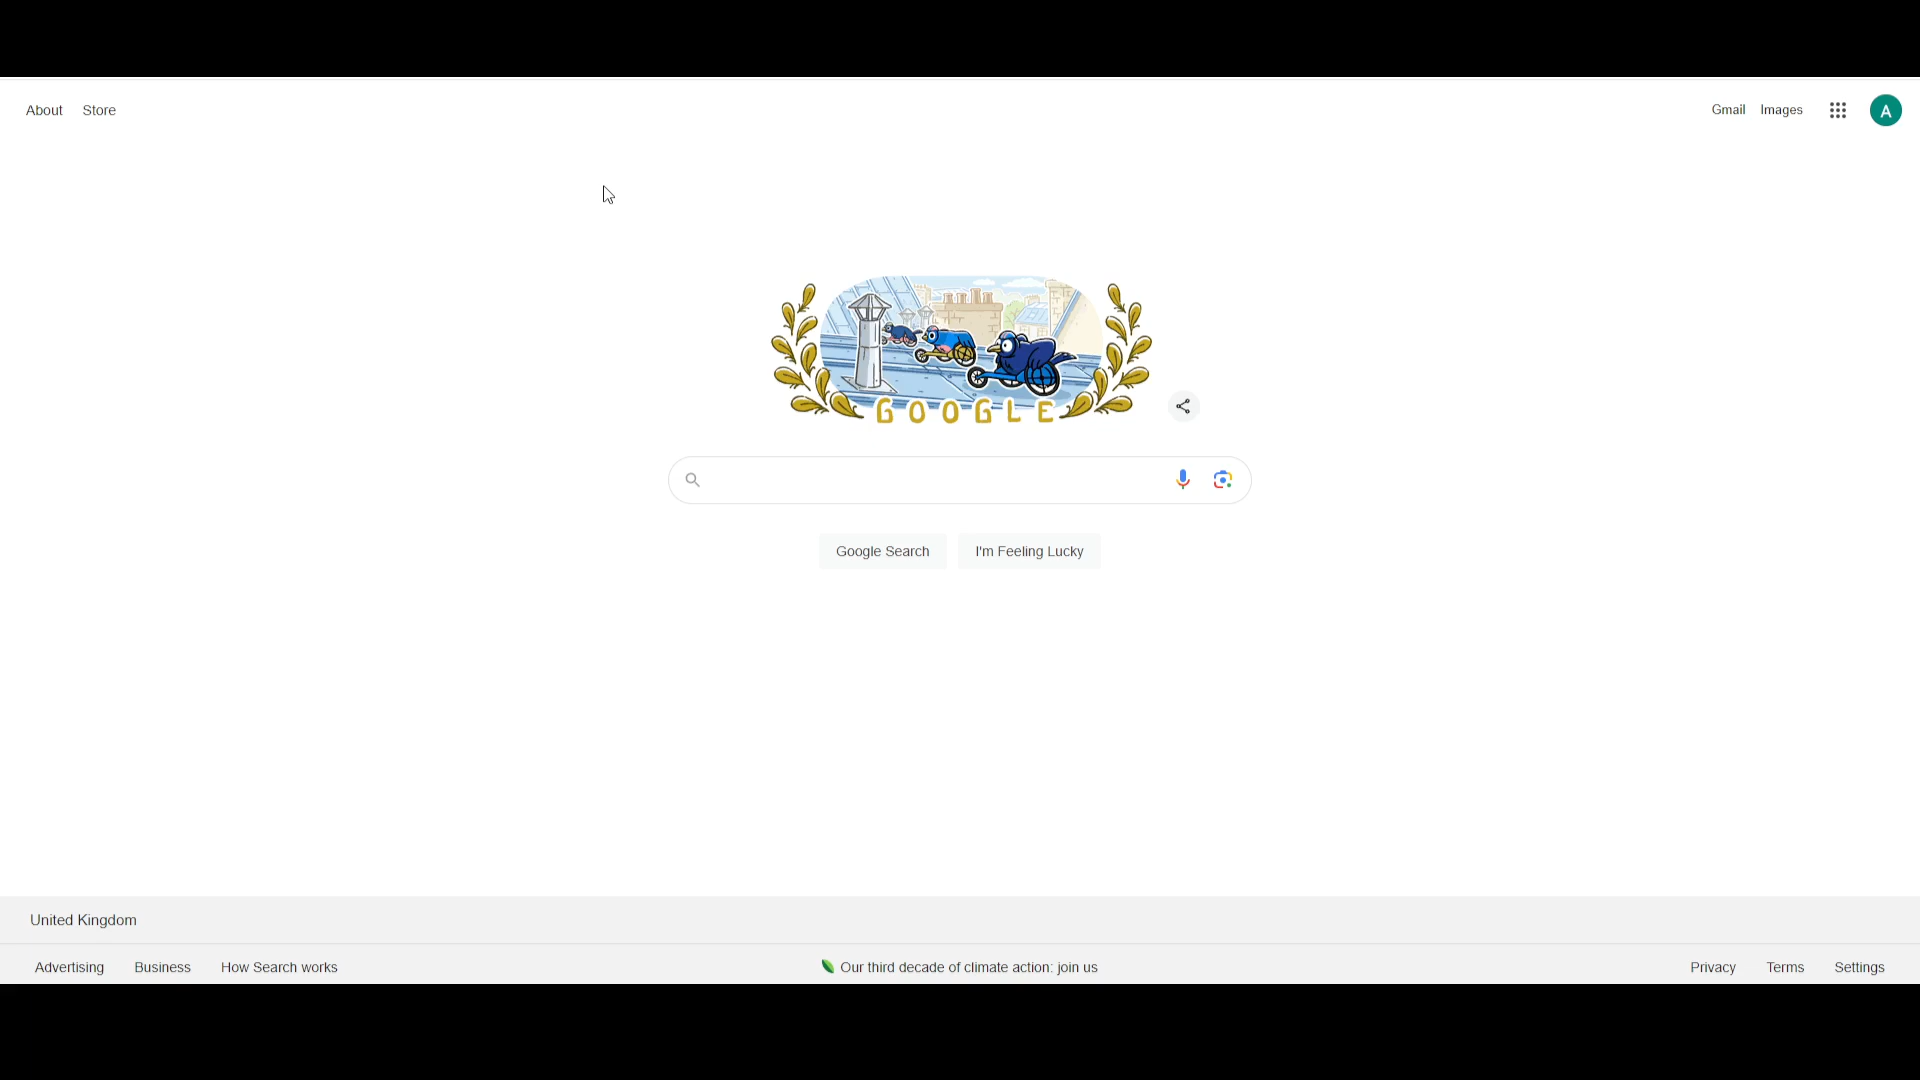 About Store
Gmail Images
A
GOOGLE
Google Search I'm Feeling Lucky
United Kingdom
Advertising Business How Search works
Our third decade of climate action: join us
Privacy Terms Settings